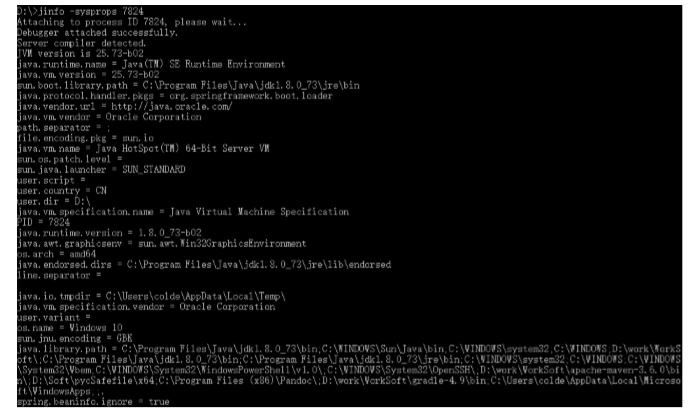 D:\>jinfo -sysprops 7824
Attaching to process ID 7824, please wait...
Debugger attached successfully.
Server compiler detected.
JVM version is 25.73-b02
java.runtime.name = Java(TM) SE Runtime Environment
java.vm.version = 25.73-b02
sun.boot.library.path = C:\Program Files\Java\jdk1.8.0_73\jre\bin
java.protocol.handler.pkgs = org.springframework.boot.loader
java.vendor.url = http://java.oracle.com/
java.vm.vendor = Oracle Corporation
path.separator = ;
file.encoding.pkg = sun.io
java.vm.name = Java HotSpot(TM) 64-Bit Server VM
sun.os.patch.level =
sun.java.launcher = SUN_STANDARD
user.script =
user.country = CN
user.dir = D:\
java.vm.specification.name = Java Virtual Machine Specification
PID = 7824
java.runtime.version = 1.8.0_73-b02
java.awt.graphicsenv = sun.awt.Win32GraphicsEnvironment
os.arch = amd64
java.endorsed.dirs = C:\Program Files\Java\jdk1.8.0_73\jre\lib\endorsed
line.separator =
java.io.tmpdir = C:\Users\colde\AppData\Local\Temp\
java.vm.specification.vendor = Oracle Corporation
user.variant =
os.name = Windows 10
sun.jnu.encoding = GBK
java.library.path = C:\Program Files\Java\jdk1.8.0_73\bin;C:\WINDOWS\Sun\Java\bin;C:\WINDOWS\system32;C:\WINDOWS;D:\work\WorkS
oft\;C:\Program Files\Java\jdk1.8.0_73\bin;C:\Program Files\Java\jdk1.8.0_73\jre\bin;C:\WINDOWS\system32;C:\WINDOWS;C:\WINDOWS
\System32\Wbem;C:\WINDOWS\System32\WindowsPowerShell\v1.0\;C:\WINDOWS\System32\OpenSSH\;D:\work\WorkSoft\apache-maven-3.6.0\bi
n\;D:\Soft\pycSafefile\x64;C:\Program Files (x86)\Pandoc\;D:\work\WorkSoft\gradle-4.9\bin;C:\Users\colde\AppData\Local\Microso
ft\WindowsApps;;.
spring.beaninfo.ignore = true